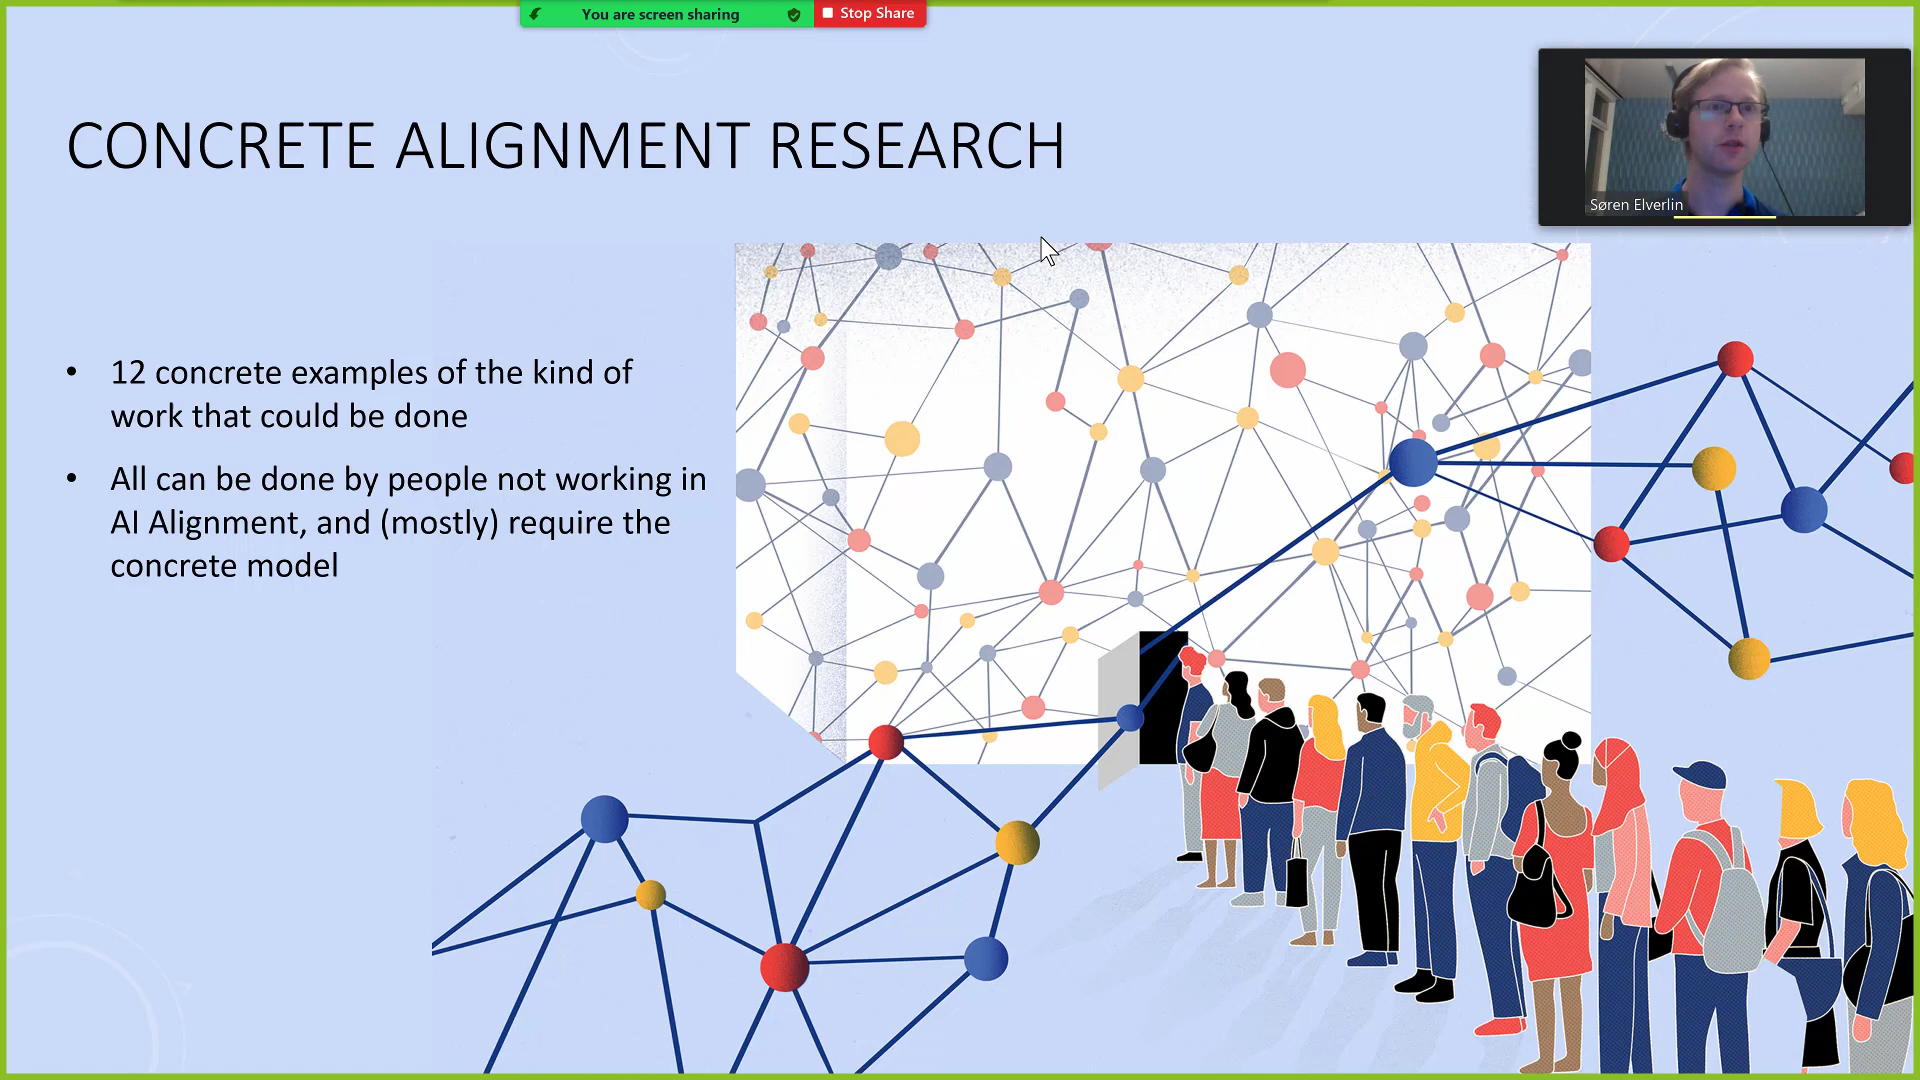 You are screen sharing
Stop Share
CONCRETE ALIGNMENT RESEARCH
Søren Elverlin
• 12 concrete examples of the kind of
work that could be done
• All can be done by people not working in
AI Alignment, and (mostly) require the
concrete model